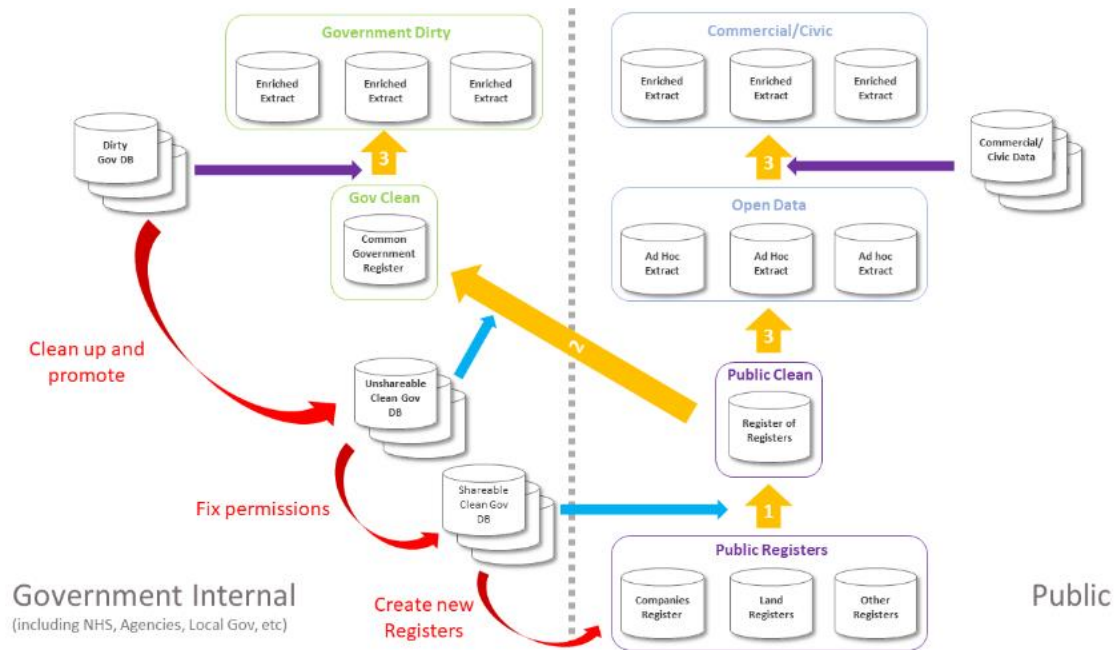 Government Dirty
Enriched
Extract
Enriched
Extract
Enriched
Extract
Commercial/Civic
Enriched
Extract
Enriched
Extract
Enriched
Extract
Dirty
Gov DB
3
3
Commercial/
Civic Data
Gov Clean
Common
Government
Register
Open Data
Ad Hoc
Extract
Ad Hoc
Extract
Ad hoc
Extract
Clean up and
promote
2
3
Unshareable
Clean Gov
DB
Public Clean
Register of
Registers
Fix permissions
Shareable
Clean Gov
DB
1
Public Registers
Companies
Register
Land
Registers
Other
Registers
Create new
Registers
Government Internal
(including NHS, Agencies, Local Gov, etc)
Public